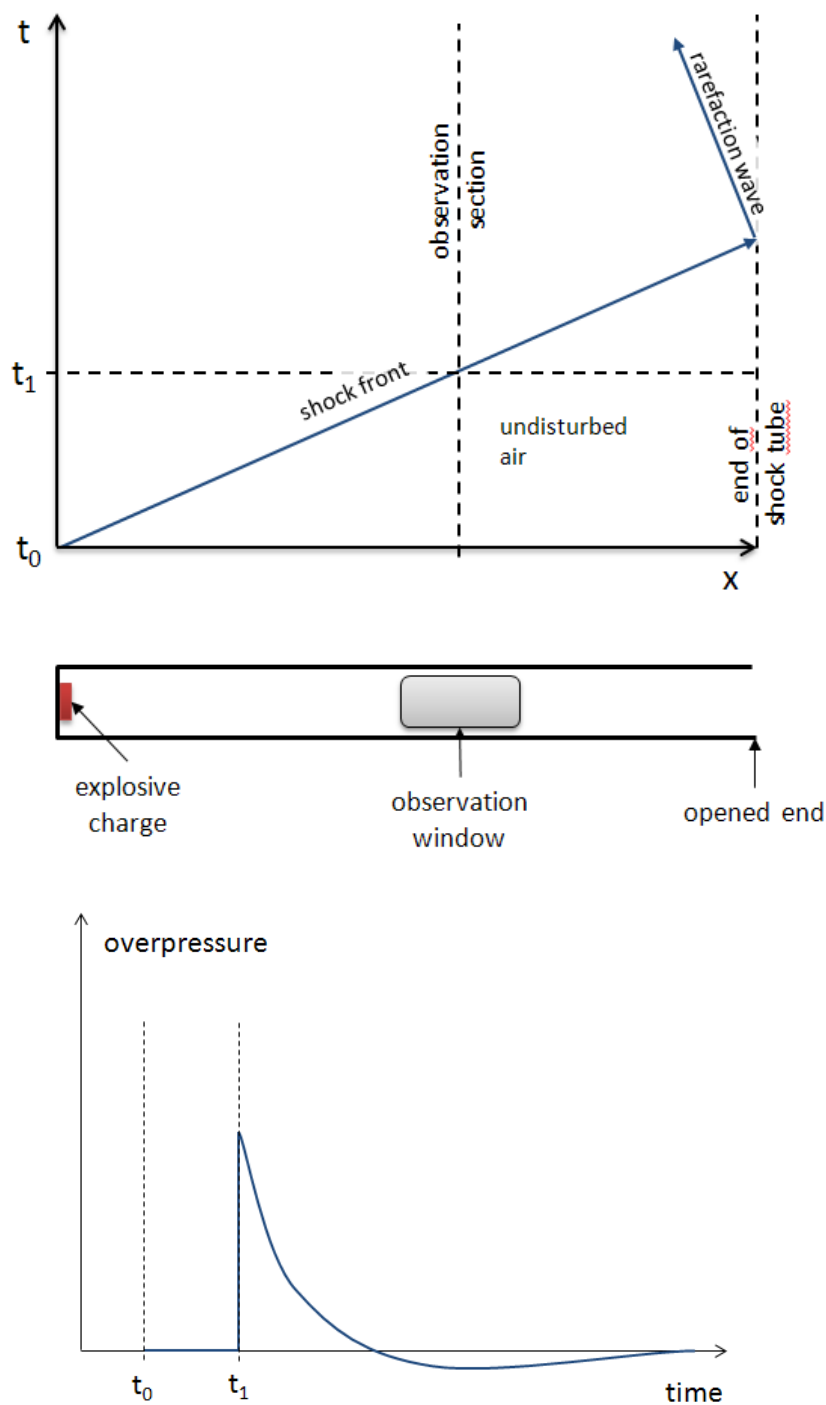 t
observation
section
rarefaction wave
t1
shock front
undisturbed
air
end of
shock tube
t0
x
explosive
charge
observation
window
opened end
overpressure
t0
t1
time